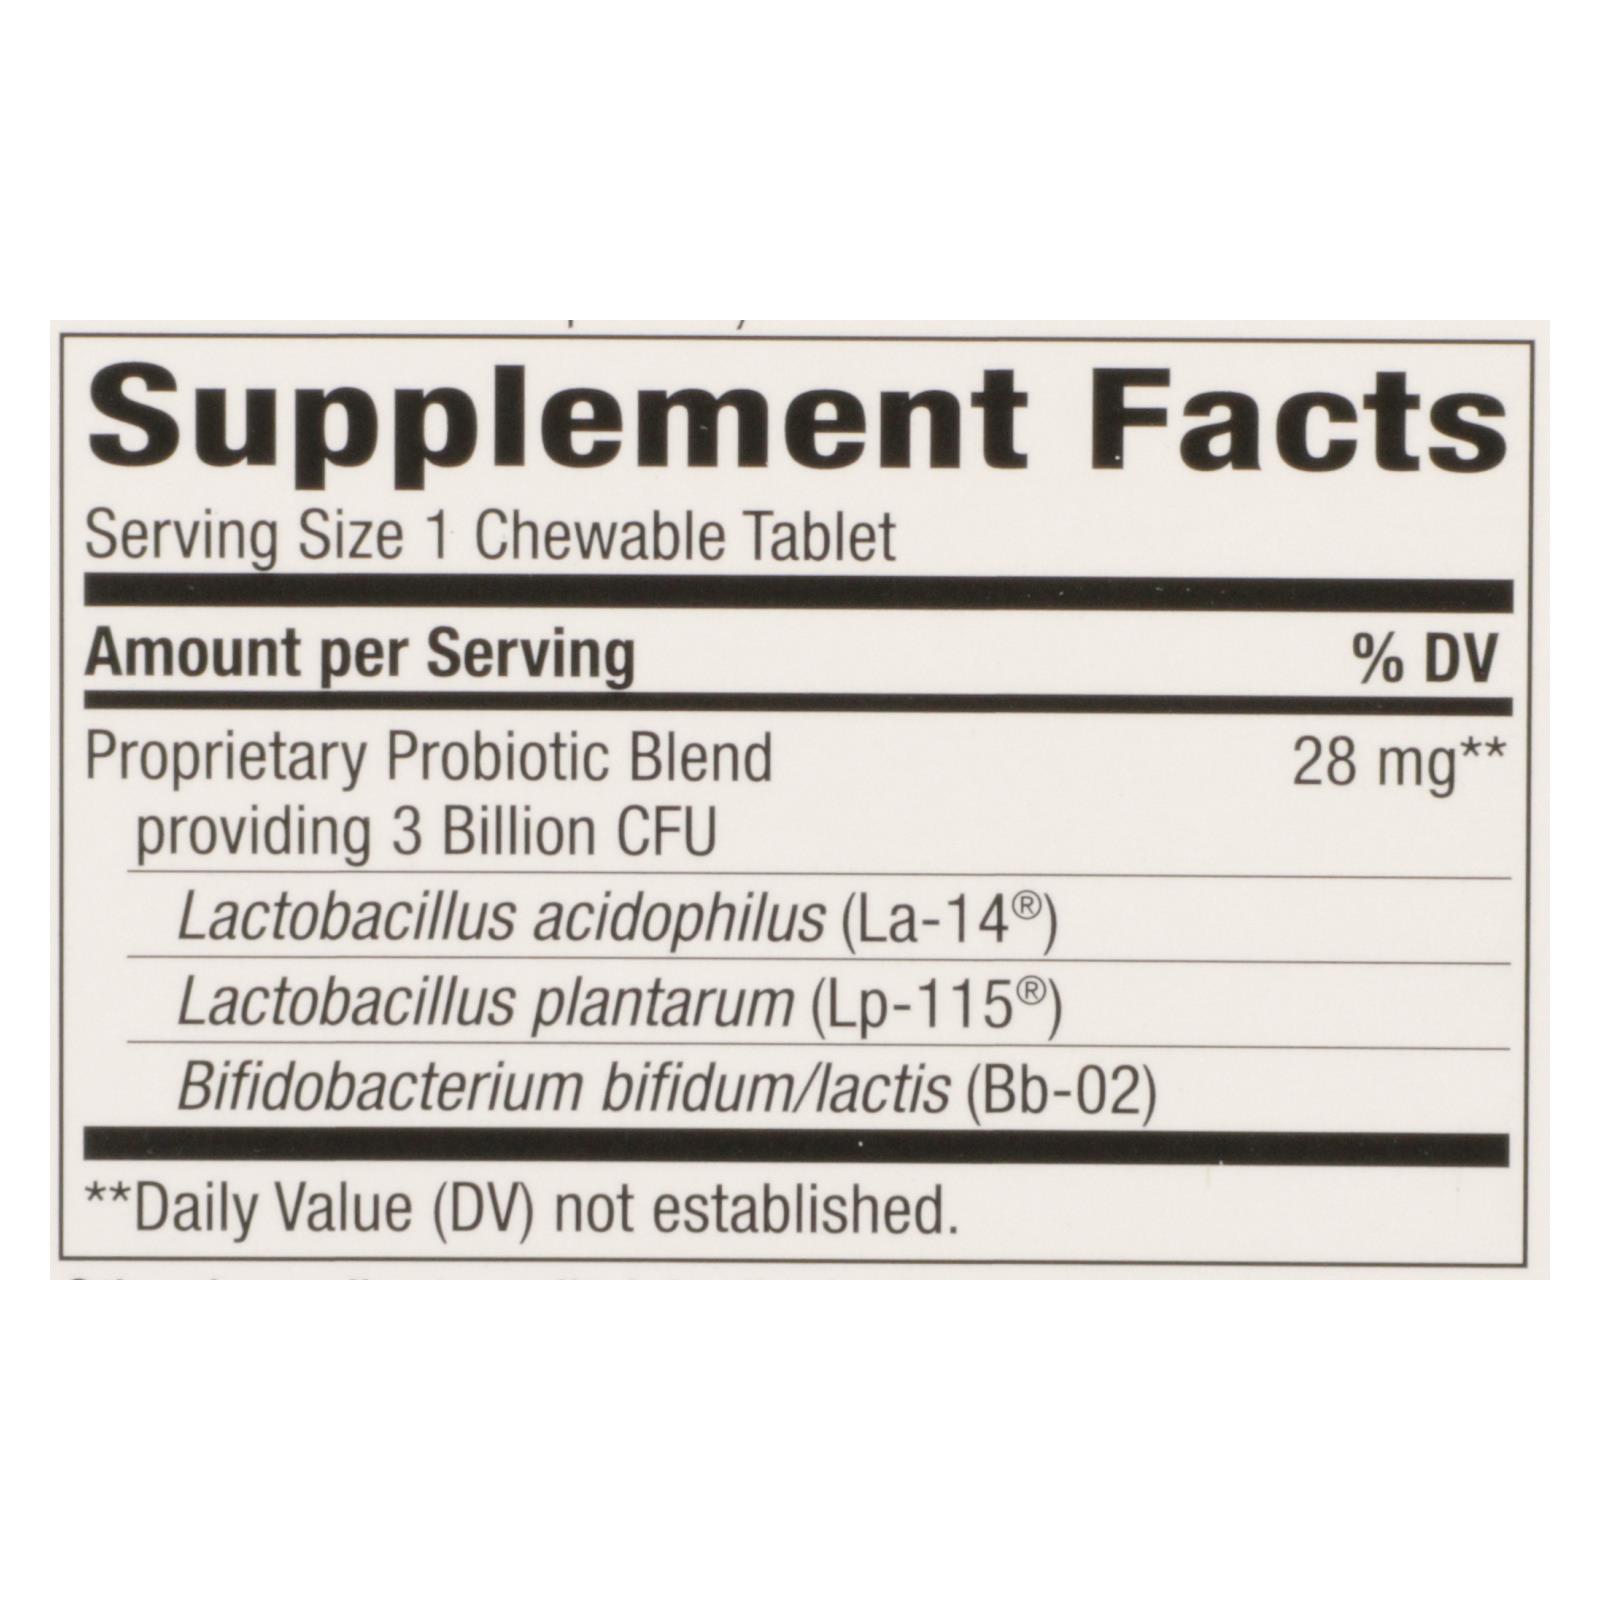 Supplement Facts
Serving Size 1 Chewable Tablet
Amount per Serving % DV
Proprietary Probiotic Blend 28 mg**
providing 3 Billion CFU
Lactobacillus acidophilus (La-14®)
Lactobacillus plantarum (Lp-115®)
Bifidobacterium bifidum/lactis (Bb-02)
**Daily Value (DV) not established.